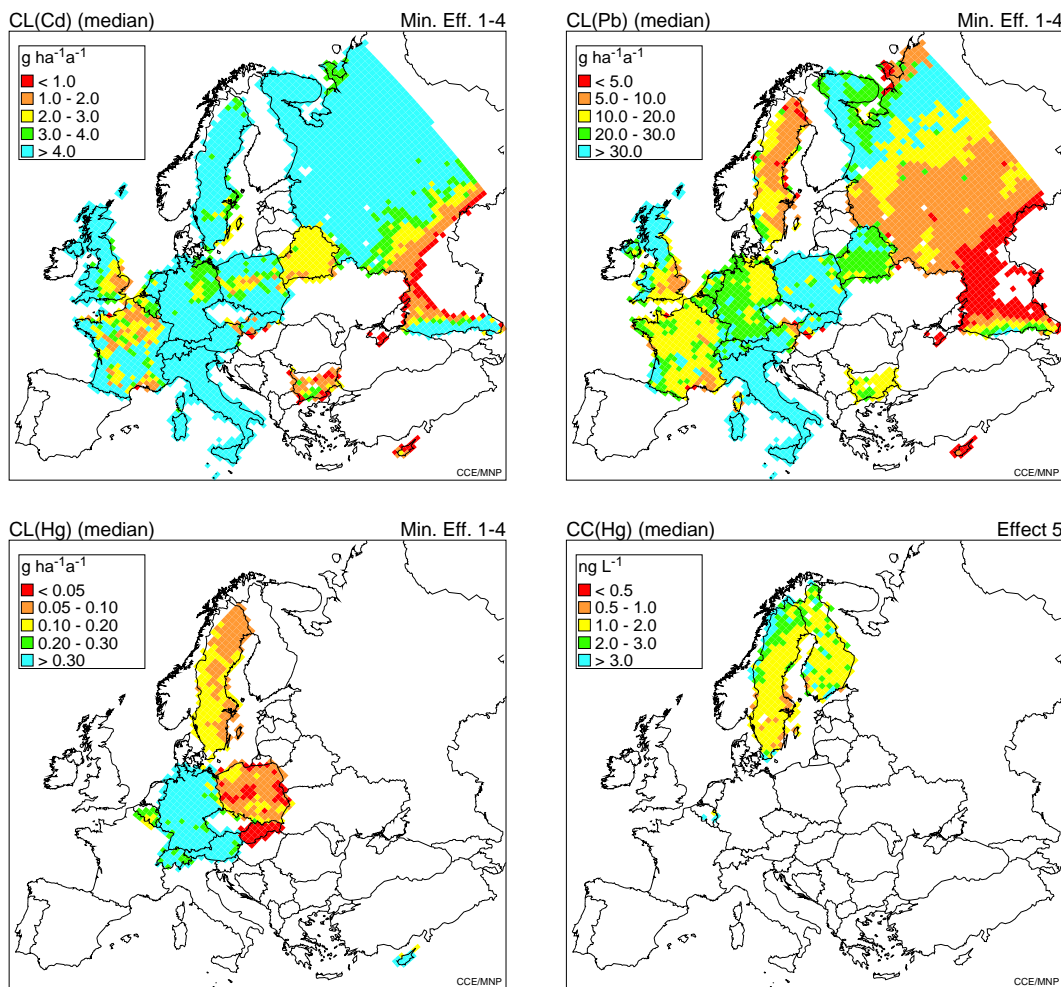 CL(Cd) (median) Min. Eff. 1-4
g ha⁻¹a⁻¹
< 1.0
1.0 - 2.0
2.0 - 3.0
3.0 - 4.0
> 4.0
CCE/MNP
CL(Pb) (median) Min. Eff. 1-4
g ha⁻¹a⁻¹
< 5.0
5.0 - 10.0
10.0 - 20.0
20.0 - 30.0
> 30.0
CCE/MNP
CL(Hg) (median) Min. Eff. 1-4
g ha⁻¹a⁻¹
< 0.05
0.05 - 0.10
0.10 - 0.20
0.20 - 0.30
> 0.30
CCE/MNP
CC(Hg) (median) Effect 5
ng L⁻¹
< 0.5
0.5 - 1.0
1.0 - 2.0
2.0 - 3.0
> 3.0
CCE/MNP